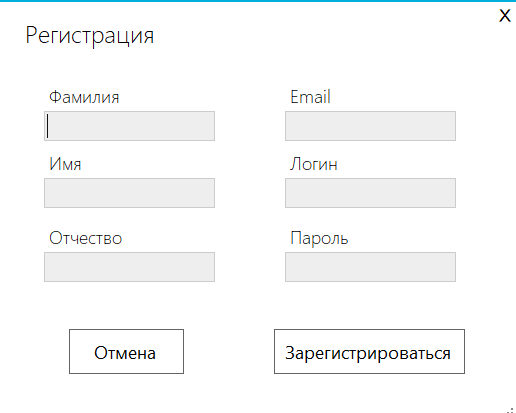 X
Регистрация
Фамилия
Email
Имя
Логин
Отчество
Пароль
Отмена
Зарегистрироваться